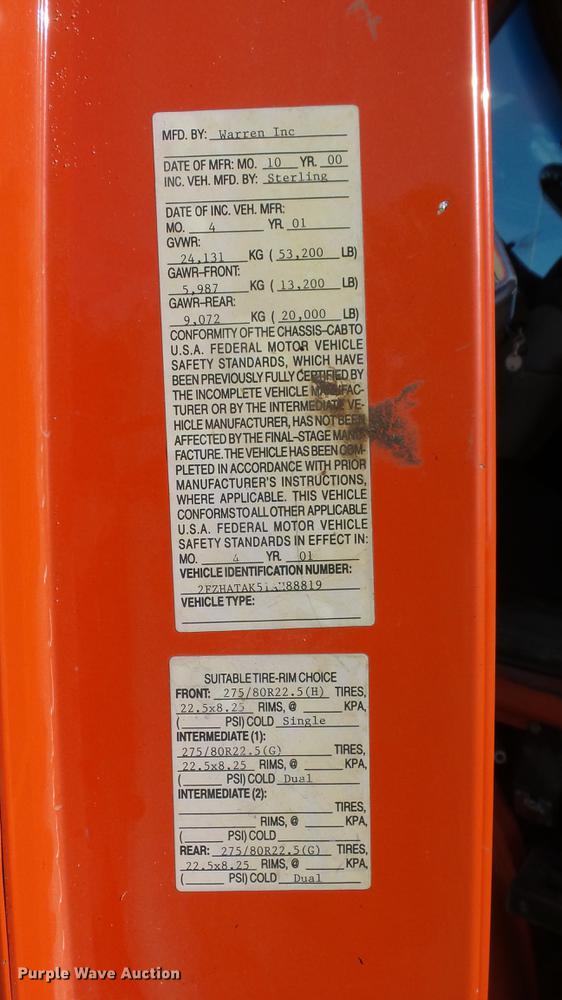 MFD. BY: Warren Inc
DATE OF MFR: MO. 10 YR. 00
INC. VEH. MFD. BY: Sterling
DATE OF INC. VEH. MFR:
MO. 4 YR. 01
GVWR:
24,131 KG ( 53,200 LB)
GAWR–FRONT:
5,987 KG ( 13,200 LB)
GAWR–REAR:
9,072 KG ( 20,000 LB)
CONFORMITY OF THE CHASSIS–CAB TO
U.S.A. FEDERAL MOTOR VEHICLE
SAFETY STANDARDS, WHICH HAVE
BEEN PREVIOUSLY FULLY CERTIFIED BY
THE INCOMPLETE VEHICLE MANUFAC-
TURER OR BY THE INTERMEDIATE VE-
HICLE MANUFACTURER, HAS NOT BEEN
AFFECTED BY THE FINAL–STAGE MANU-
FACTURE. THE VEHICLE HAS BEEN COM-
PLETED IN ACCORDANCE WITH PRIOR
MANUFACTURER'S INSTRUCTIONS,
WHERE APPLICABLE. THIS VEHICLE
CONFORMS TO ALL OTHER APPLICABLE
U.S.A. FEDERAL MOTOR VEHICLE
SAFETY STANDARDS IN EFFECT IN:
MO. 4 YR. 01
VEHICLE IDENTIFICATION NUMBER:
VEHICLE TYPE:
SUITABLE TIRE-RIM CHOICE
FRONT: 275/80R22.5(H) TIRES,
22.5x8.25 RIMS, @ KPA,
( PSI) COLD Single
INTERMEDIATE (1):
275/80R22.5(G) TIRES,
22.5x8.25 RIMS, @ KPA,
( PSI) COLD Dual
INTERMEDIATE (2):
TIRES,
RIMS, @ KPA,
( PSI) COLD
REAR: 275/80R22.5(G) TIRES,
22.5x8.25 RIMS, @ KPA,
( PSI) COLD Dual
Purple Wave Auction